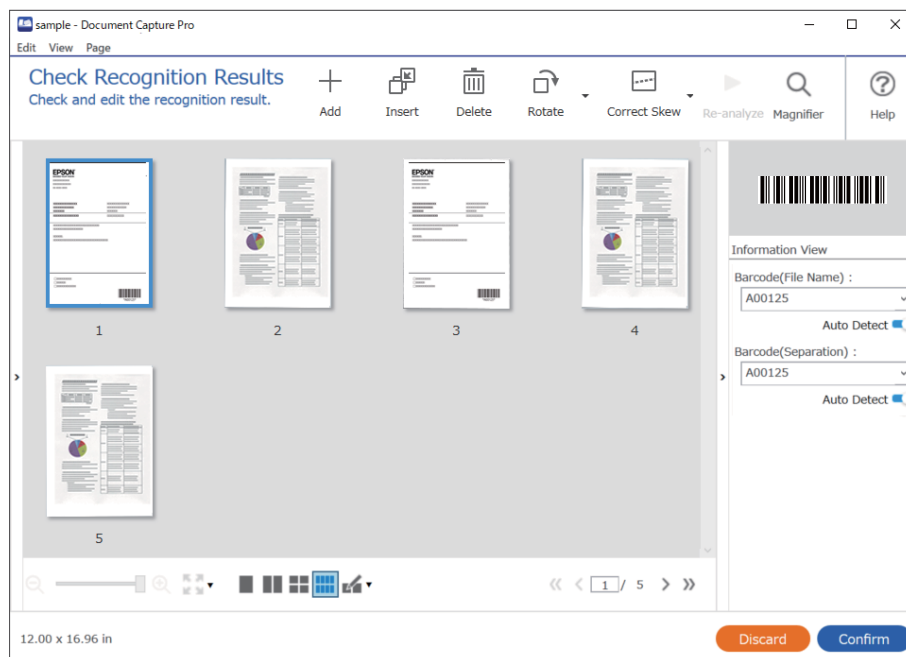 sample - Document Capture Pro
Edit View Page
Check Recognition Results
Check and edit the recognition result.
Add
Insert
Delete
Rotate
Correct Skew
Re-analyze
Magnifier
Help
EPSON
EPSON
1
2
3
4
5
Information View
Barcode(File Name) :
A00125
Auto Detect
Barcode(Separation) :
A00125
Auto Detect
1 / 5
12.00 x 16.96 in
Discard
Confirm